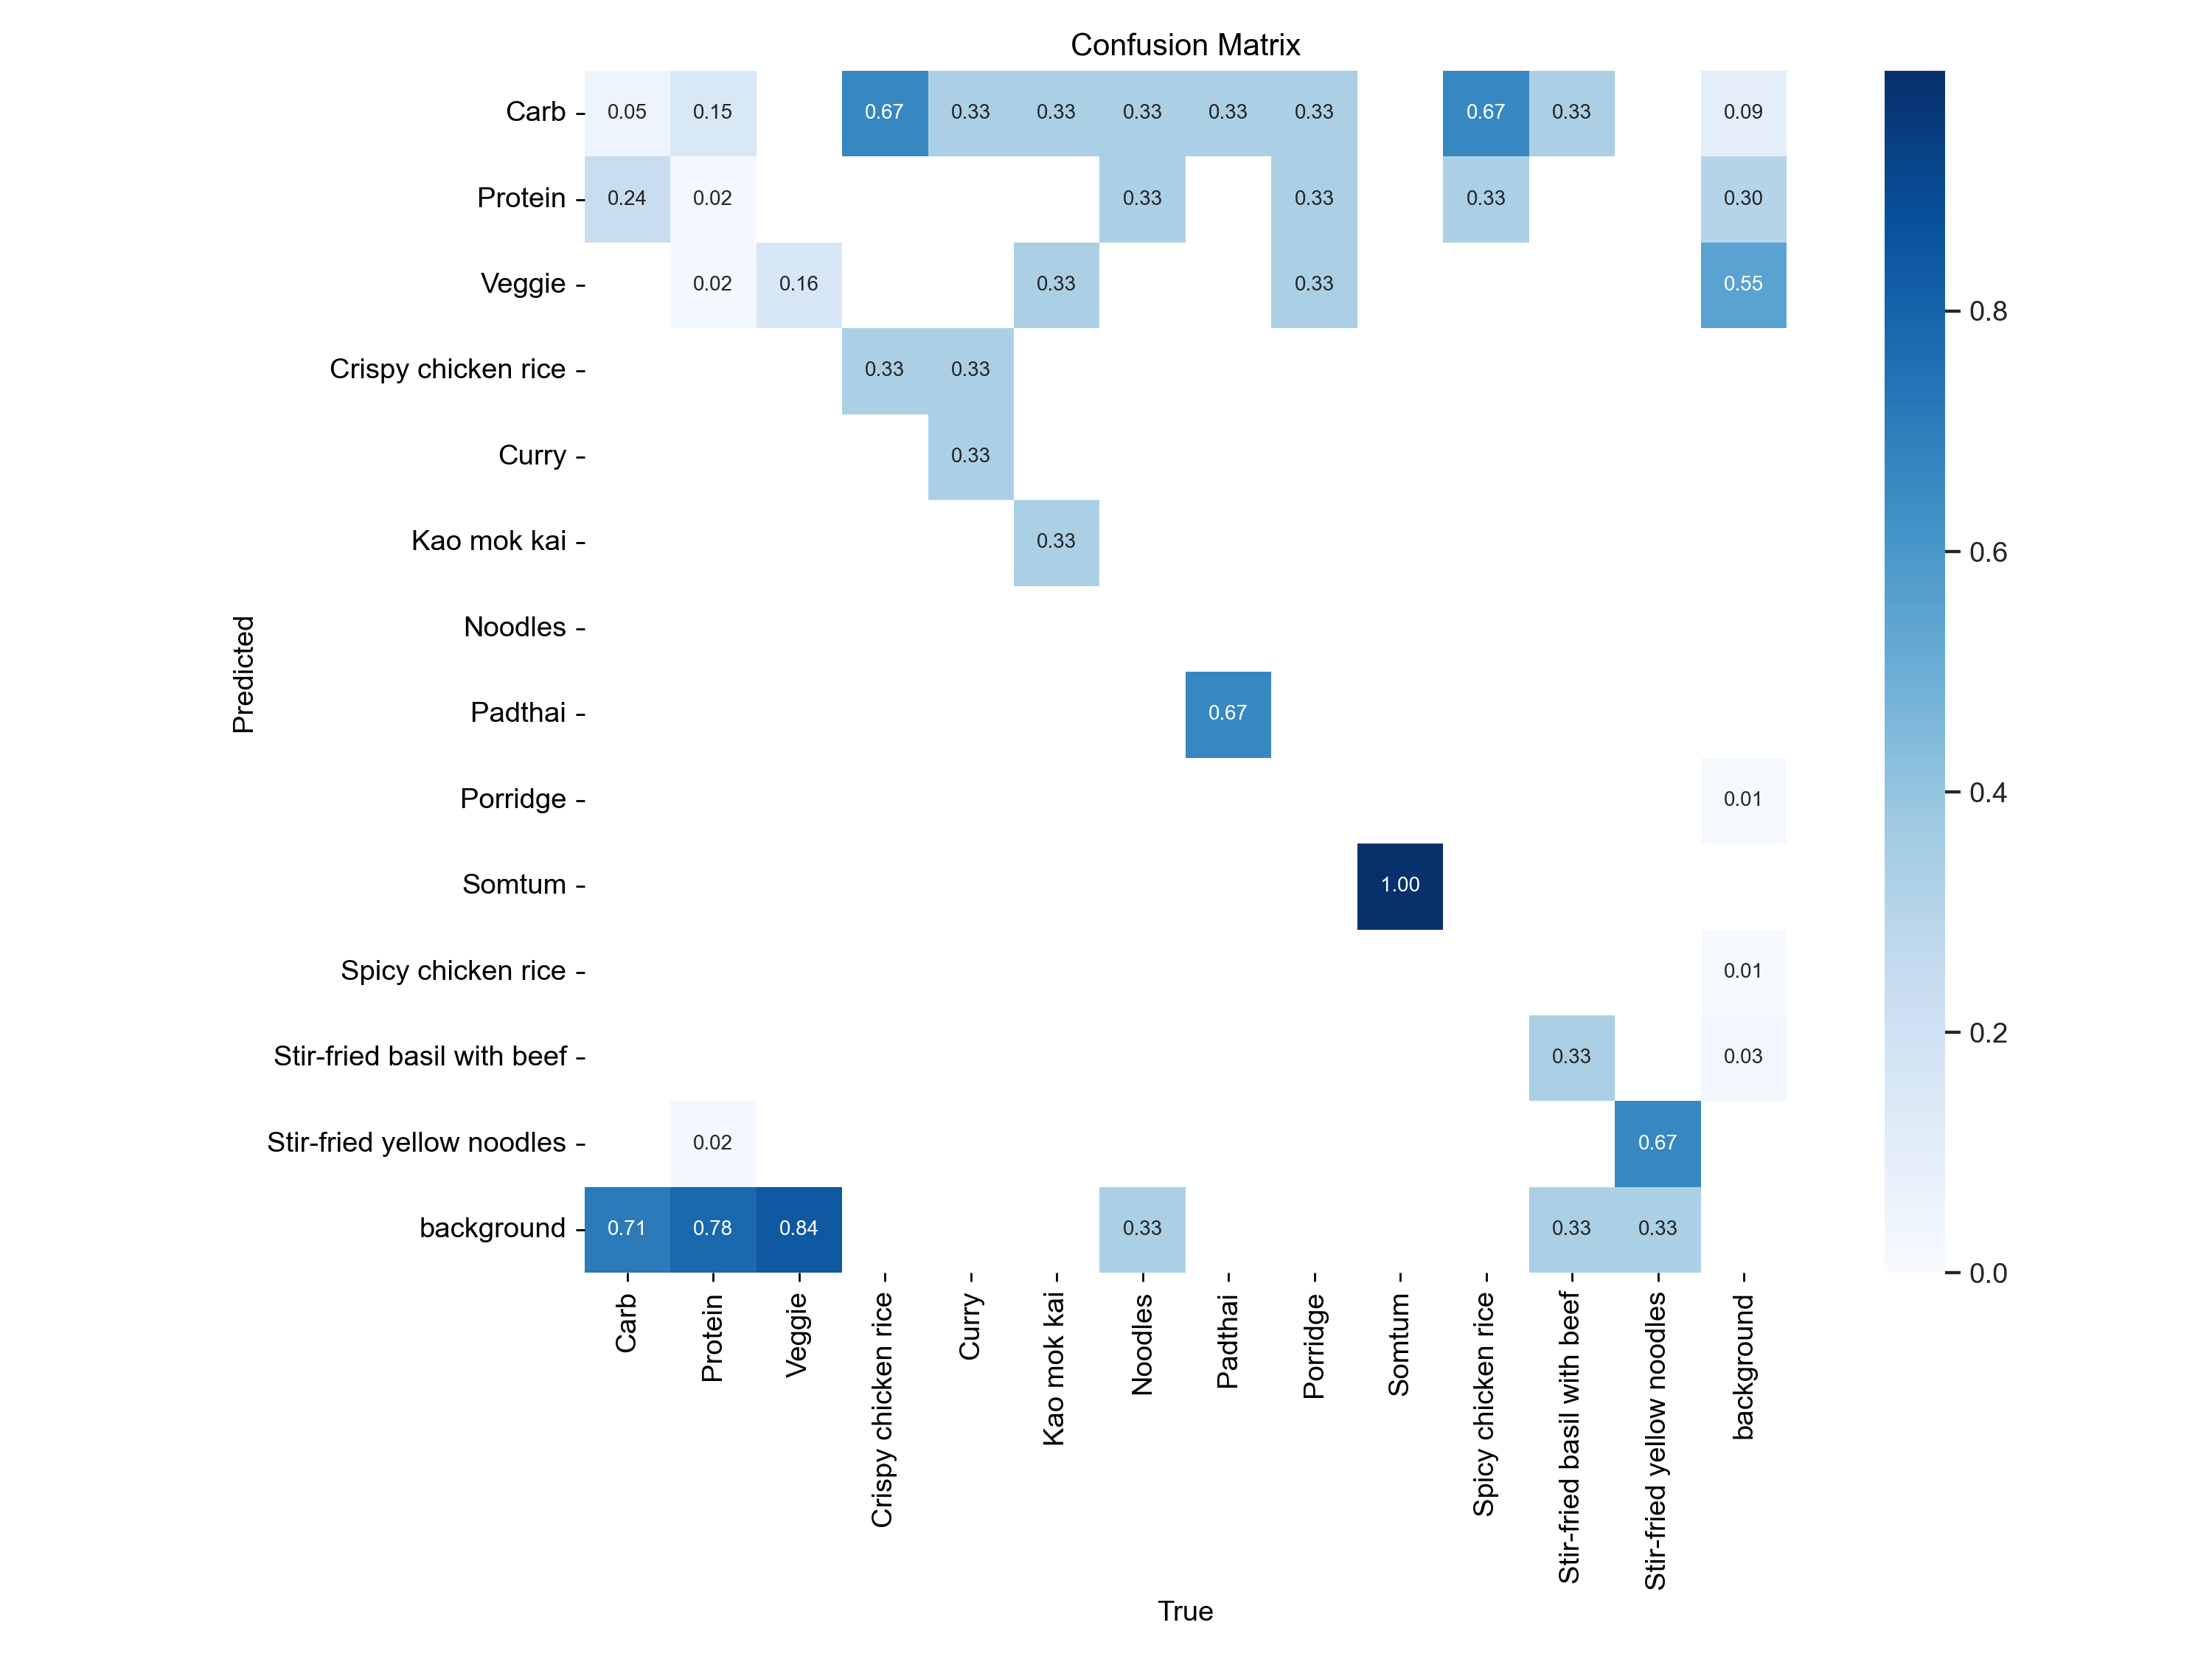 Confusion Matrix
Carb 0.05 0.15 0.67 0.33 0.33 0.33 0.33 0.33 0.67 0.33 0.09
Protein 0.24 0.02 0.33 0.33 0.33 0.30
Veggie 0.02 0.16 0.33 0.33 0.55
Crispy chicken rice 0.33 0.33
Curry 0.33
Kao mok kai 0.33
Noodles
Padthai 0.67
Porridge 0.01
Somtum 1.00
Spicy chicken rice 0.01
Stir-fried basil with beef 0.33 0.03
Stir-fried yellow noodles 0.02 0.67
background 0.71 0.78 0.84 0.33 0.33 0.33
Predicted
Carb
Protein
Veggie
Crispy chicken rice
Curry
Kao mok kai
Noodles
Padthai
Porridge
Somtum
Spicy chicken rice
Stir-fried basil with beef
Stir-fried yellow noodles
background
True
0.8
0.6
0.4
0.2
0.0